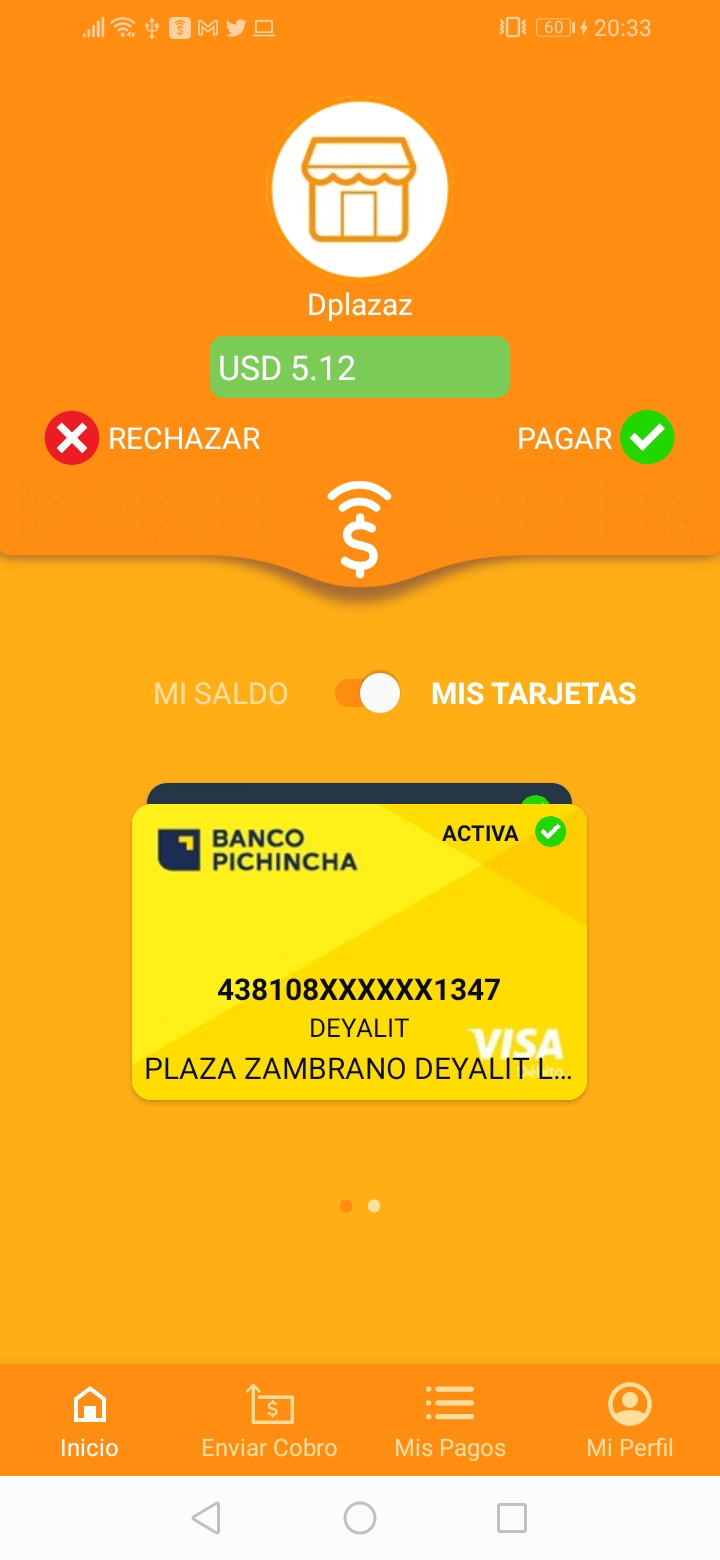 60 20:33
Dplazaz
USD 5.12
RECHAZAR PAGAR
$
MI SALDO MIS TARJETAS
BANCO
PICHINCHA
ACTIVA
438108XXXXXX1347
DEYALIT
VISA
Débito
PLAZA ZAMBRANO DEYALIT L...
Inicio Enviar Cobro Mis Pagos Mi Perfil